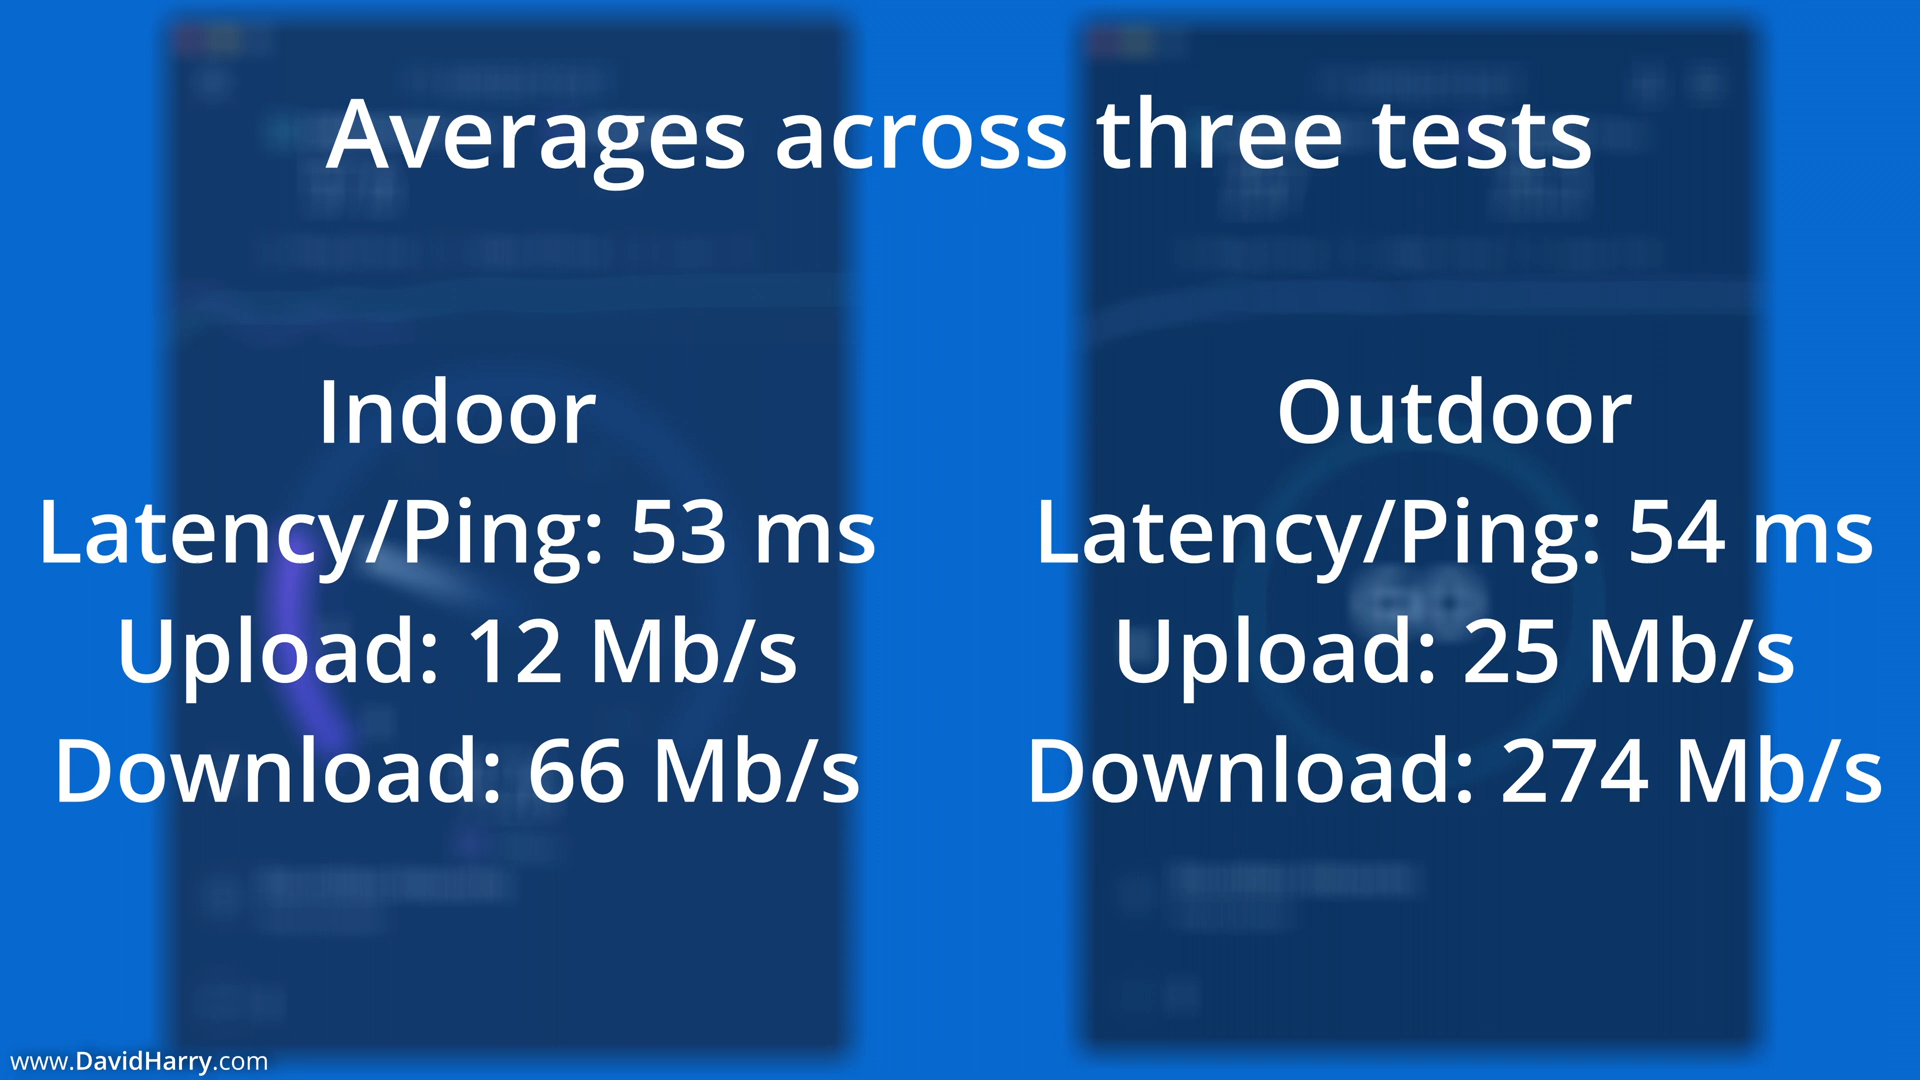 Averages across three tests
Indoor
Latency/Ping: 53 ms
Upload: 12 Mb/s
Download: 66 Mb/s
Outdoor
Latency/Ping: 54 ms
Upload: 25 Mb/s
Download: 274 Mb/s
www.DavidHarry.com